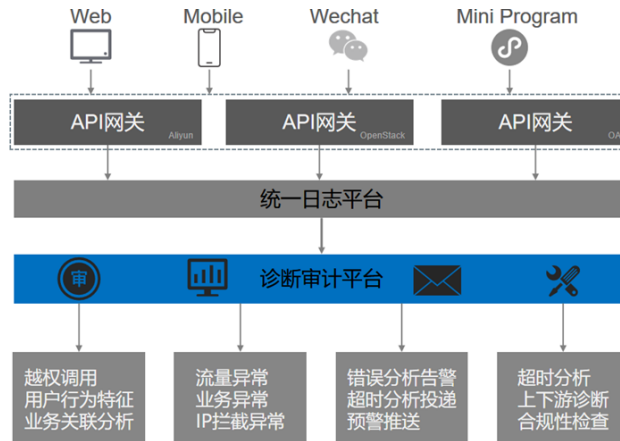 Web
Mobile
Wechat
Mini Program
API网关
Aliyun
API网关
OpenStack
API网关
OA
统一日志平台
审
诊断审计平台
越权调用
用户行为特征
业务关联分析
流量异常
业务异常
IP拦截异常
错误分析告警
超时分析投递
预警推送
超时分析
上下游诊断
合规性检查